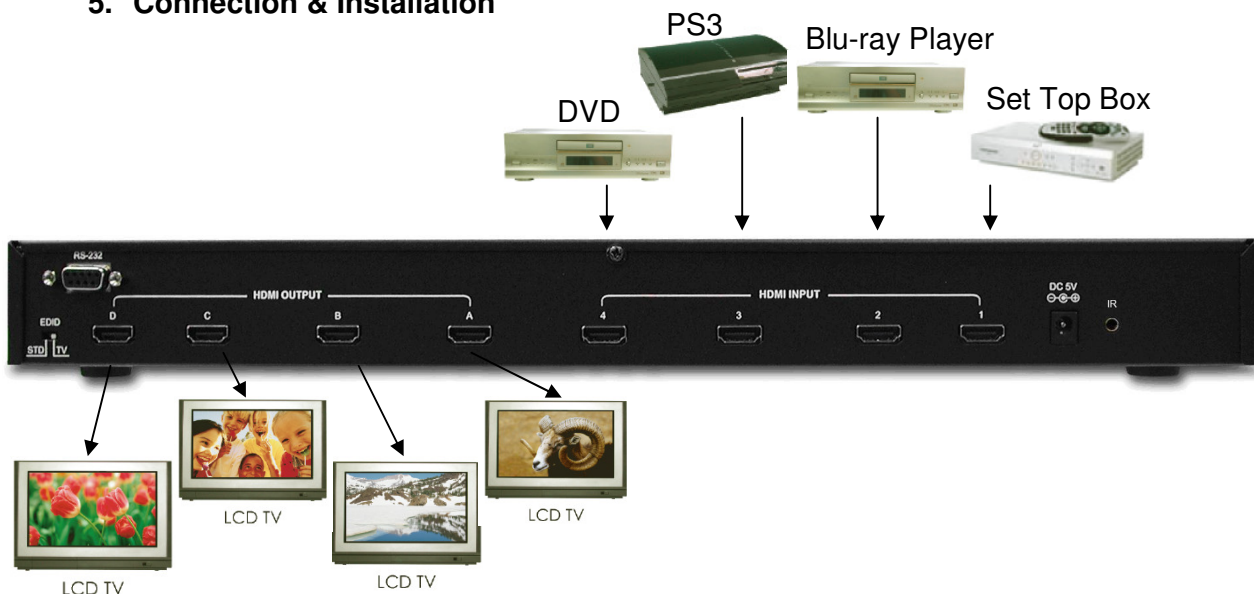 5. Connection & Installation
PS3
Blu-ray Player
Set Top Box
DVD
RS-232
HDMI OUTPUT
HDMI INPUT
DC 5V
IR
EDID
STD TV
D C B A 4 3 2 1
LCD TV
LCD TV
LCD TV
LCD TV